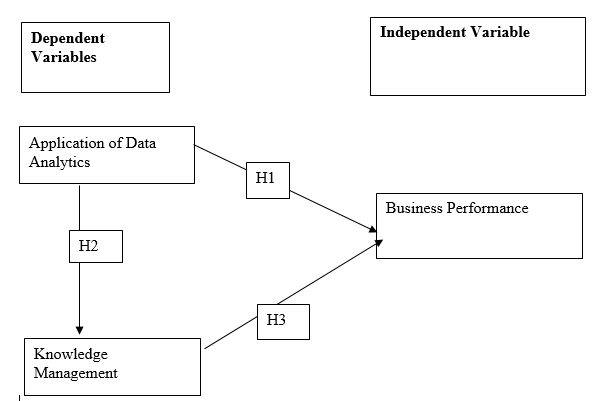 Dependent
Variables
Independent Variable
Application of Data
Analytics
H1
Business Performance
H2
H3
Knowledge
Management